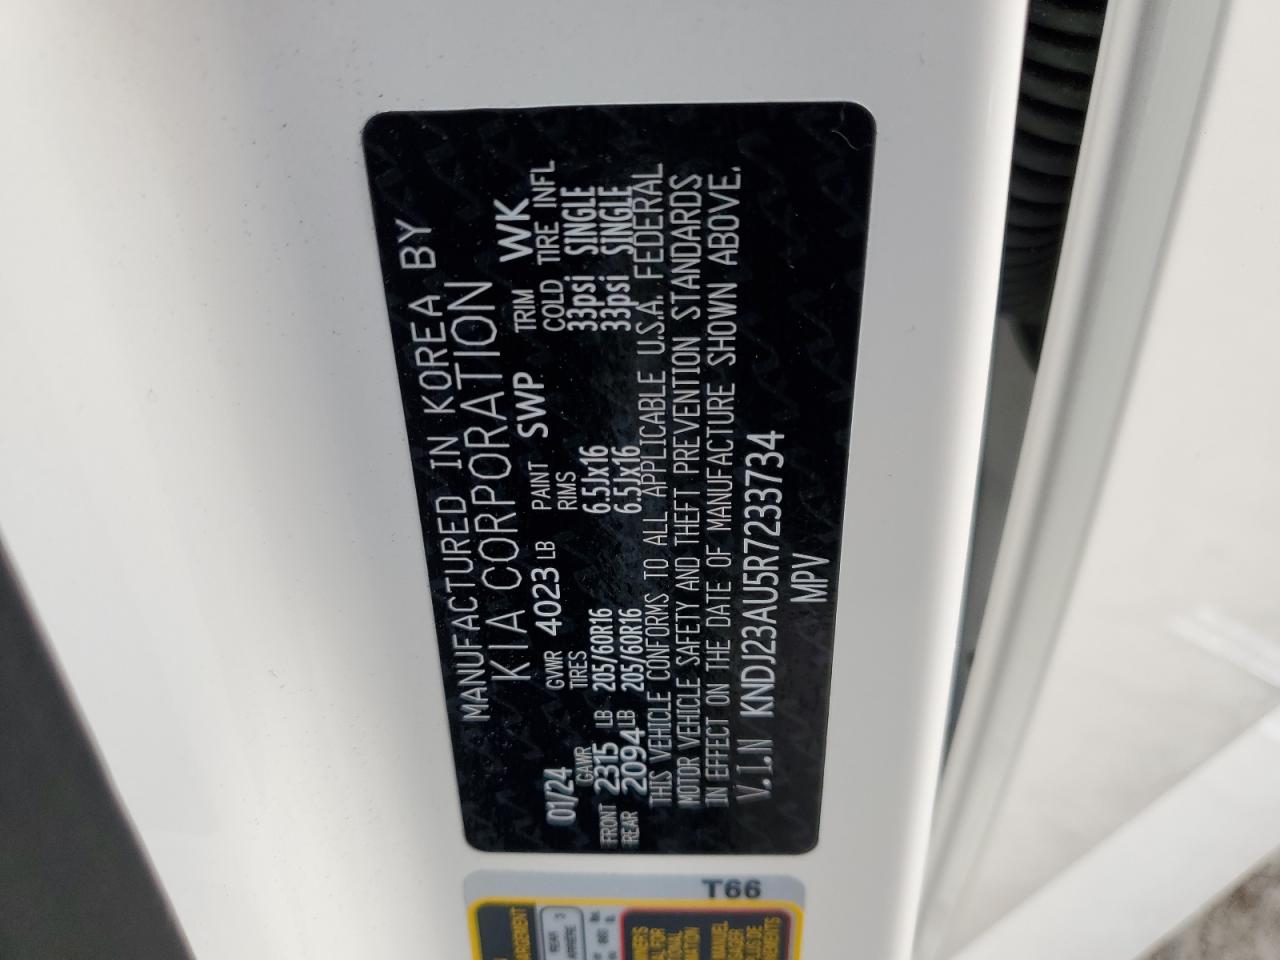 MANUFACTURED IN KOREA BY
KIA CORPORATION
01/24 GVWR 4023 LB PAINT SWP TRIM WK
GAWR TIRES RIMS COLD TIRE INFL
FRONT 2315 LB 205/60R16 6.5Jx16 33psi SINGLE
REAR 2094 LB 205/60R16 6.5Jx16 33psi SINGLE
THIS VEHICLE CONFORMS TO ALL APPLICABLE U.S.A. FEDERAL
MOTOR VEHICLE SAFETY AND THEFT PREVENTION STANDARDS
IN EFFECT ON THE DATE OF MANUFACTURE SHOWN ABOVE.
V.I.N KNDJ23AU5R7233734
MPV
T66
REAR
ARRIERE
MANUEL